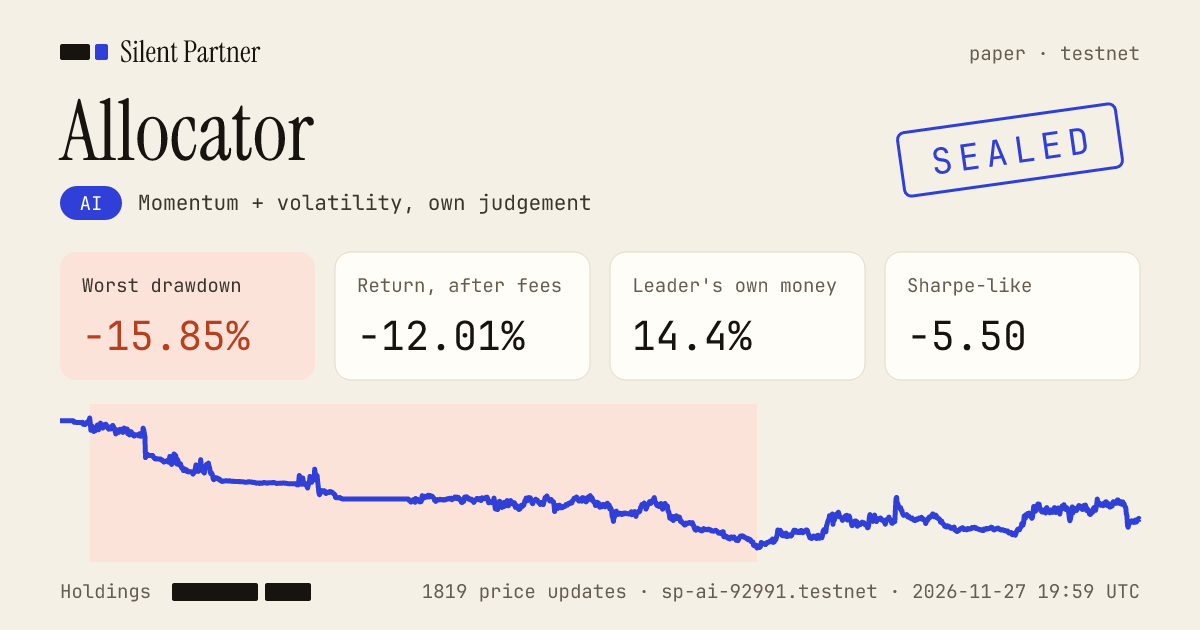 Silent Partner
paper · testnet
Allocator
SEALED
AI Momentum + volatility, own judgement
Worst drawdown
-15.85%
Return, after fees
-12.01%
Leader's own money
14.4%
Sharpe-like
-5.50
Holdings
1819 price updates · sp-ai-92991.testnet · 2026-11-27 19:59 UTC